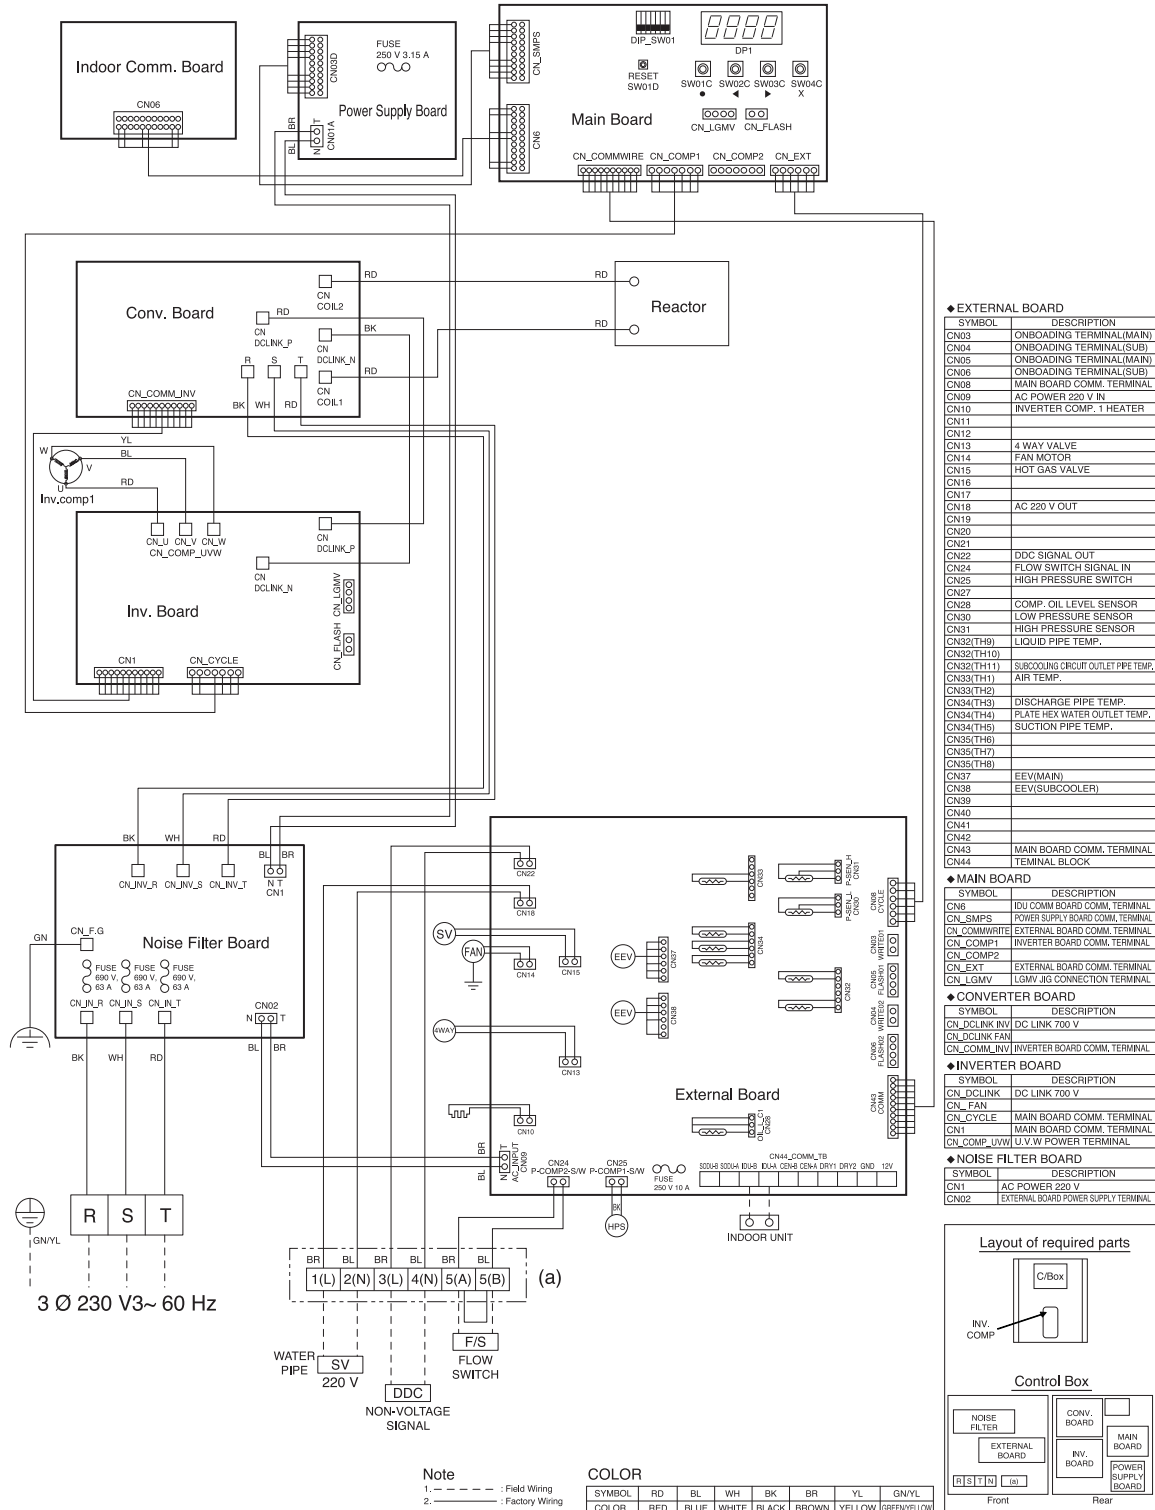 Indoor Comm. Board
CN06
FUSE
250 V 3.15 A
CN03D
Power Supply Board
BR
BL
T
N
CN01A
CN_SMPS
DIP_SW01
DP1
RESET
SW01D
SW01C
SW02C
SW03C
SW04C
X
Main Board
CN_LGMV
CN_FLASH
CN6
CN_COMMWIRE
CN_COMP1
CN_COMP2
CN_EXT
Conv. Board
CN
COIL2
RD
RD
Reactor
CN
DCLINK_P
RD
CN
DCLINK_N
BK
RD
R
S
T
CN
COIL1
RD
CN_COMM_INV
BK
WH
RD
W
V
U
YL
BL
RD
Inv.comp1
CN_U
CN_V
CN_W
CN_COMP_UVW
CN
DCLINK_P
CN
DCLINK_N
CN_LGMV
Inv. Board
CN_FLASH
CN1
CN_CYCLE
BK
WH
RD
BL
BR
CN_INV_R
CN_INV_S
CN_INV_T
N T
CN1
CN_F.G
GN
Noise Filter Board
FUSE
690 V,
63 A
FUSE
690 V,
63 A
FUSE
690 V,
63 A
CN_IN_R
CN_IN_S
CN_IN_T
CN02
N
T
BK
WH
RD
BL
BR
R
S
T
GN/YL
3 Ø 230 V3~ 60 Hz
CN22
CN18
SV
FAN
CN14
CN15
4WAY
CN13
CN10
CN33
P-SEN_H
CN31
P-SEN_L
CN30
CN34
CN32
EEV
CN37
EEV
CN38
CN08
CYCLE
CN03
WRITE01
CN05
FLASH01
CN04
WRITE02
CN06
FLASH02
CN43
COMM
External Board
OIL_L_C1
CN28
BR
BL
T
N
AC_INPUT
CN09
CN24
P-COMP2-S/W
CN25
P-COMP1-S/W
FUSE
250 V 10 A
CN44_COMM_TB
SODU-B SODU-A IDU-B IDU-A CEN-B CEN-A DRY1 DRY2 GND 12V
BK
HPS
INDOOR UNIT
BR
BL
BR
BL
BR
BL
1(L) 2(N) 3(L) 4(N) 5(A) 5(B)
(a)
WATER
PIPE
SV
220 V
DDC
NON-VOLTAGE
SIGNAL
F/S
FLOW
SWITCH
◆EXTERNAL BOARD
SYMBOL DESCRIPTION
CN03 ONBOADING TERMINAL(MAIN)
CN04 ONBOADING TERMINAL(SUB)
CN05 ONBOADING TERMINAL(MAIN)
CN06 ONBOADING TERMINAL(SUB)
CN08 MAIN BOARD COMM. TERMINAL
CN09 AC POWER 220 V IN
CN10 INVERTER COMP. 1 HEATER
CN11
CN12
CN13 4 WAY VALVE
CN14 FAN MOTOR
CN15 HOT GAS VALVE
CN16
CN17
CN18 AC 220 V OUT
CN19
CN20
CN21
CN22 DDC SIGNAL OUT
CN24 FLOW SWITCH SIGNAL IN
CN25 HIGH PRESSURE SWITCH
CN27
CN28 COMP. OIL LEVEL SENSOR
CN30 LOW PRESSURE SENSOR
CN31 HIGH PRESSURE SENSOR
CN32(TH9) LIQUID PIPE TEMP.
CN32(TH10)
CN32(TH11) SUBCOOLING CIRCUIT OUTLET PIPE TEMP.
CN33(TH1) AIR TEMP.
CN33(TH2)
CN34(TH3) DISCHARGE PIPE TEMP.
CN34(TH4) PLATE HEX WATER OUTLET TEMP.
CN34(TH5) SUCTION PIPE TEMP.
CN35(TH6)
CN35(TH7)
CN35(TH8)
CN37 EEV(MAIN)
CN38 EEV(SUBCOOLER)
CN39
CN40
CN41
CN42
CN43 MAIN BOARD COMM. TERMINAL
CN44 TEMINAL BLOCK
◆MAIN BOARD
SYMBOL DESCRIPTION
CN6 IDU COMM BOARD COMM. TERMINAL
CN_SMPS POWER SUPPLY BOARD COMM. TERMINAL
CN_COMMWRITE EXTERNAL BOARD COMM. TERMINAL
CN_COMP1 INVERTER BOARD COMM. TERMINAL
CN_COMP2
CN_EXT EXTERNAL BOARD COMM. TERMINAL
CN_LGMV LGMV JIG CONNECTION TERMINAL
◆CONVERTER BOARD
SYMBOL DESCRIPTION
CN_DCLINK INV DC LINK 700 V
CN_DCLINK FAN
CN_COMM_INV INVERTER BOARD COMM. TERMINAL
◆INVERTER BOARD
SYMBOL DESCRIPTION
CN_DCLINK DC LINK 700 V
CN_ FAN
CN_CYCLE MAIN BOARD COMM. TERMINAL
CN1 MAIN BOARD COMM. TERMINAL
CN_COMP_UVW U.V.W POWER TERMINAL
◆NOISE FILTER BOARD
SYMBOL DESCRIPTION
CN1 AC POWER 220 V
CN02 EXTERNAL BOARD POWER SUPPLY TERMINAL
Layout of required parts
C/Box
INV.
COMP
Control Box
NOISE
FILTER
EXTERNAL
BOARD
R S T N (a)
Front
CONV.
BOARD
MAIN
BOARD
INV.
BOARD
POWER
SUPPLY
BOARD
Rear
Note
1. : Field Wiring
2. : Factory Wiring
COLOR
SYMBOL RD BL WH BK BR YL GN/YL
COLOR RED BLUE WHITE BLACK BROWN YELLOW GREEN/YELLOW